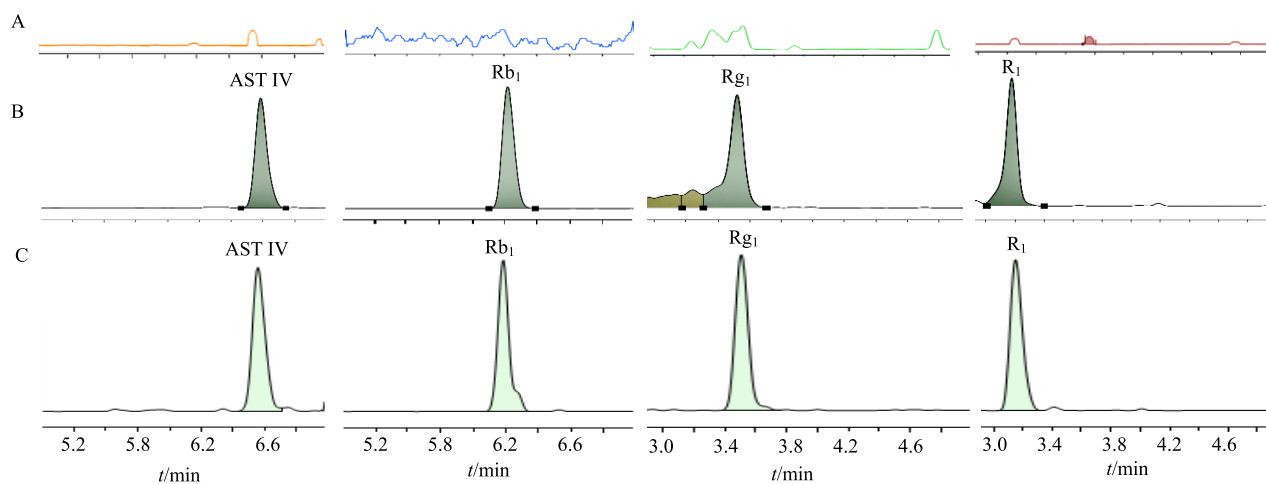 A
B
AST IV
Rb₁
Rg₁
R₁
C
AST IV
Rb₁
Rg₁
R₁
5.2 5.8 6.2 6.6
5.2 5.8 6.2 6.6
3.0 3.4 3.8 4.2 4.6
3.0 3.4 3.8 4.2 4.6
t/min
t/min
t/min
t/min